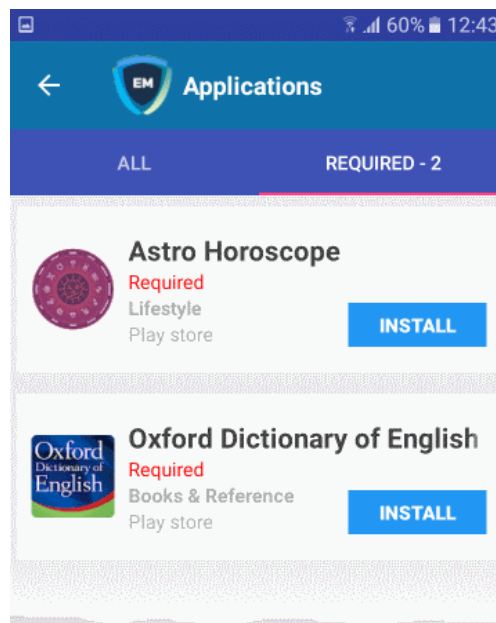 60% 12:43
EM Applications
ALL REQUIRED - 2
Astro Horoscope
Required
Lifestyle
Play store
INSTALL
Oxford
Dictionary of
English
Oxford Dictionary of English
Required
Books & Reference
Play store
INSTALL